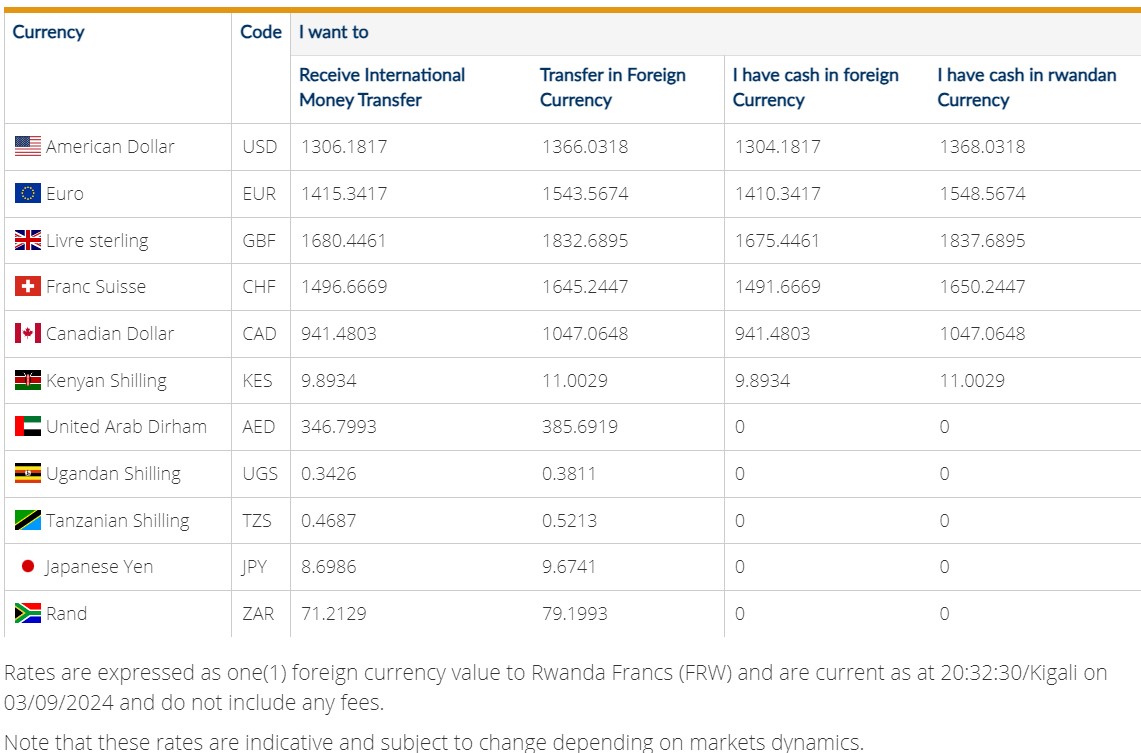 Currency Code I want to
Receive International Money Transfer Transfer in Foreign Currency I have cash in foreign Currency I have cash in rwandan Currency
American Dollar USD 1306.1817 1366.0318 1304.1817 1368.0318
Euro EUR 1415.3417 1543.5674 1410.3417 1548.5674
Livre sterling GBF 1680.4461 1832.6895 1675.4461 1837.6895
Franc Suisse CHF 1496.6669 1645.2447 1491.6669 1650.2447
Canadian Dollar CAD 941.4803 1047.0648 941.4803 1047.0648
Kenyan Shilling KES 9.8934 11.0029 9.8934 11.0029
United Arab Dirham AED 346.7993 385.6919 0 0
Ugandan Shilling UGS 0.3426 0.3811 0 0
Tanzanian Shilling TZS 0.4687 0.5213 0 0
Japanese Yen JPY 8.6986 9.6741 0 0
Rand ZAR 71.2129 79.1993 0 0
Rates are expressed as one(1) foreign currency value to Rwanda Francs (FRW) and are current as at 20:32:30/Kigali on
03/09/2024 and do not include any fees.
Note that these rates are indicative and subject to change depending on markets dynamics.